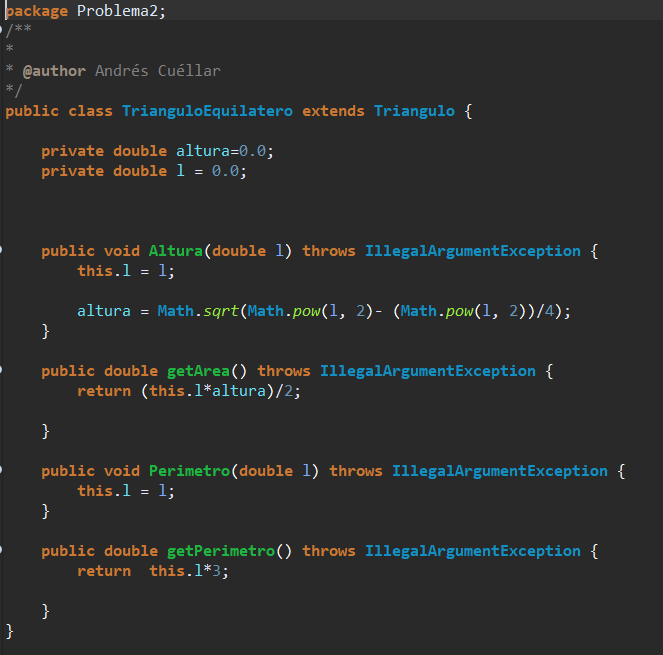 package Problema2;
/**
*
* @author Andrés Cuéllar
*/
public class TrianguloEquilatero extends Triangulo {
private double altura=0.0;
private double l = 0.0;
public void Altura(double l) throws IllegalArgumentException {
this.l = l;
altura = Math.sqrt(Math.pow(l, 2)- (Math.pow(l, 2))/4);
}
public double getArea() throws IllegalArgumentException {
return (this.l*altura)/2;
}
public void Perimetro(double l) throws IllegalArgumentException {
this.l = l;
}
public double getPerimetro() throws IllegalArgumentException {
return  this.l*3;
}
}